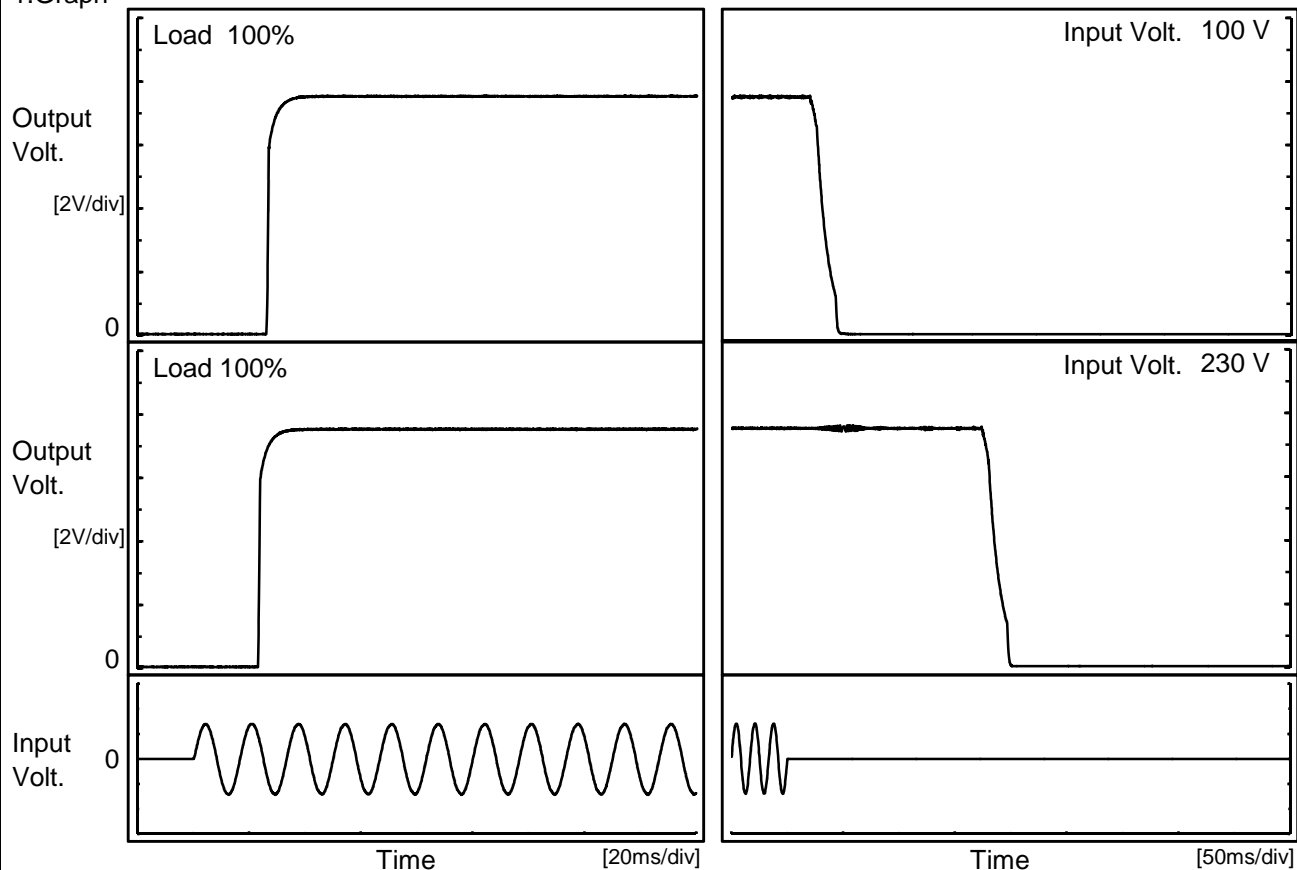 1.Graph
Load 100%
Input Volt. 100 V
Output
Volt.
[2V/div]
0
Load 100%
Input Volt. 230 V
Output
Volt.
[2V/div]
0
Input
Volt.
0
Time
[20ms/div]
Time
[50ms/div]